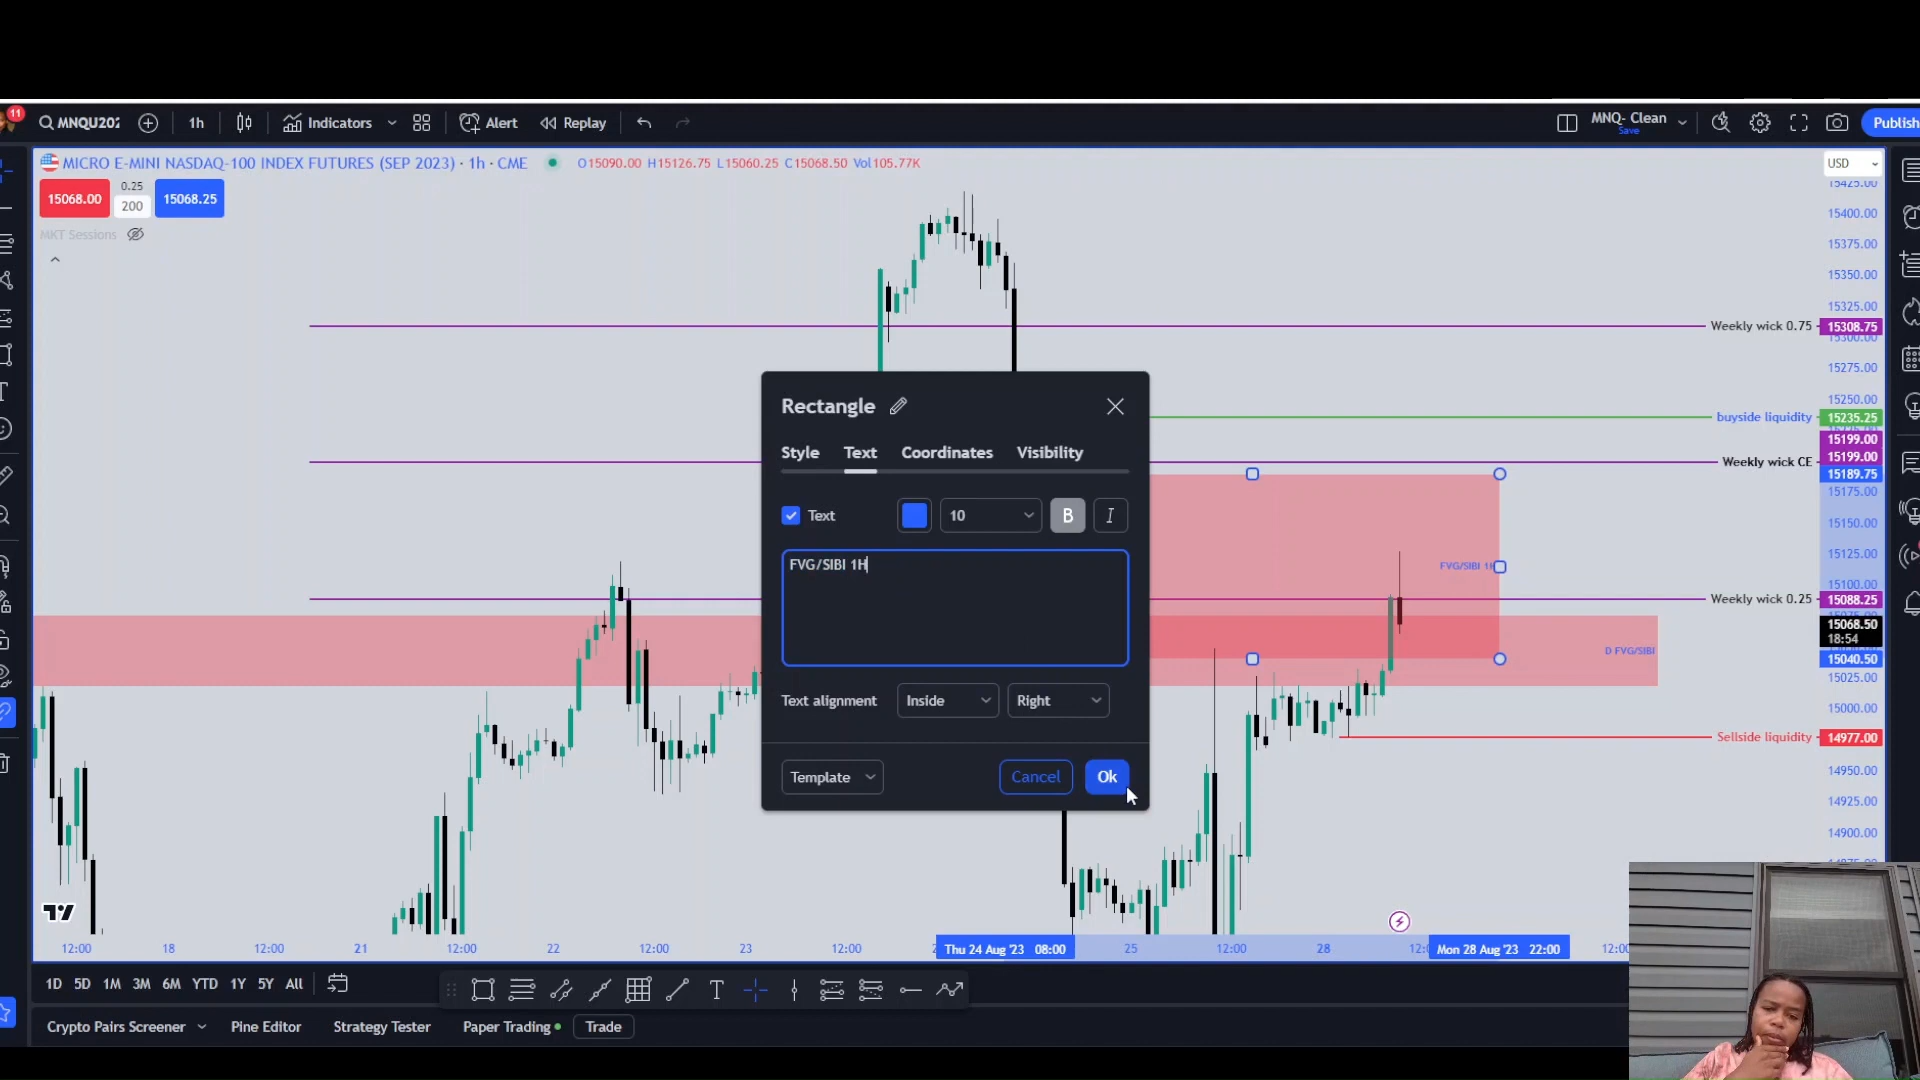 11
MNQU202
1h
Indicators
Alert
Replay
MNQ- Clean
Save
Publish
MICRO E-MINI NASDAQ-100 INDEX FUTURES (SEP 2023) · 1h · CME
O15090.00 H15126.75 L15060.25 C15068.50 Vol105.77K
USD
15068.00
0.25
200
15068.25
MKT Sessions
15425.00
15400.00
15375.00
15350.00
15325.00
Weekly wick 0.75
15308.75
15300.00
15275.00
15250.00
buyside liquidity
15235.25
15199.00
15199.00
Weekly wick CE
15189.75
15175.00
15150.00
15125.00
15100.00
Weekly wick 0.25
15088.25
15068.50
18:54
15040.50
15025.00
15000.00
Sellside liquidity
14977.00
14950.00
14925.00
14900.00
FVG/SIBI 1H
D FVG/SIBI
Rectangle
Style
Text
Coordinates
Visibility
Text
10
B
I
FVG/SIBI 1H
Text alignment
Inside
Right
Template
Cancel
Ok
12:00
18
12:00
21
12:00
22
12:00
23
12:00
Thu 24 Aug '23 08:00
25
12:00
28
Mon 28 Aug '23 22:00
1D 5D 1M 3M 6M YTD 1Y 5Y All
Crypto Pairs Screener
Pine Editor
Strategy Tester
Paper Trading
Trade